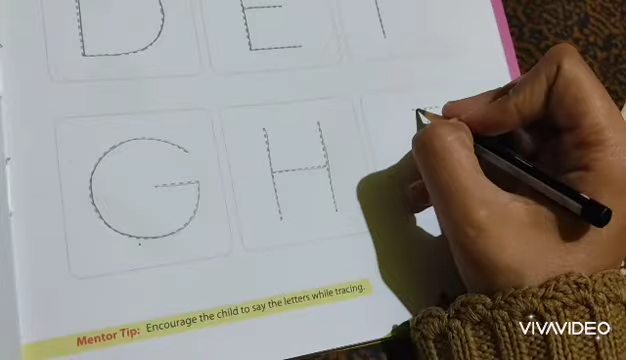 D E
G H
Mentor Tip: Encourage the child to say the letters while tracing.
VIVAVIDEO